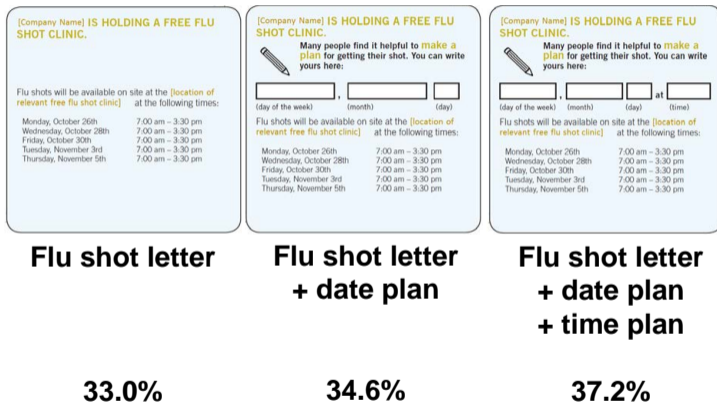 [Company Name] IS HOLDING A FREE FLU
SHOT CLINIC.
Flu shots will be available on site at the [location of
relevant free flu shot clinic] at the following times:
Monday, October 26th 7:00 am – 3:30 pm
Wednesday, October 28th 7:00 am – 3:30 pm
Friday, October 30th 7:00 am – 3:30 pm
Tuesday, November 3rd 7:00 am – 3:30 pm
Thursday, November 5th 7:00 am – 3:30 pm
Flu shot letter
33.0%
[Company Name] IS HOLDING A FREE FLU
SHOT CLINIC.
Many people find it helpful to make a
plan for getting their shot. You can write
yours here:
,
(day of the week) (month) (day)
Flu shots will be available on site at the [location of
relevant free flu shot clinic] at the following times:
Monday, October 26th 7:00 am – 3:30 pm
Wednesday, October 28th 7:00 am – 3:30 pm
Friday, October 30th 7:00 am – 3:30 pm
Tuesday, November 3rd 7:00 am – 3:30 pm
Thursday, November 5th 7:00 am – 3:30 pm
Flu shot letter
+ date plan
34.6%
[Company Name] IS HOLDING A FREE FLU
SHOT CLINIC.
Many people find it helpful to make a
plan for getting their shot. You can write
yours here:
, at
(day of the week) (month) (day) (time)
Flu shots will be available on site at the [location of
relevant free flu shot clinic] at the following times:
Monday, October 26th 7:00 am – 3:30 pm
Wednesday, October 28th 7:00 am – 3:30 pm
Friday, October 30th 7:00 am – 3:30 pm
Tuesday, November 3rd 7:00 am – 3:30 pm
Thursday, November 5th 7:00 am – 3:30 pm
Flu shot letter
+ date plan
+ time plan
37.2%